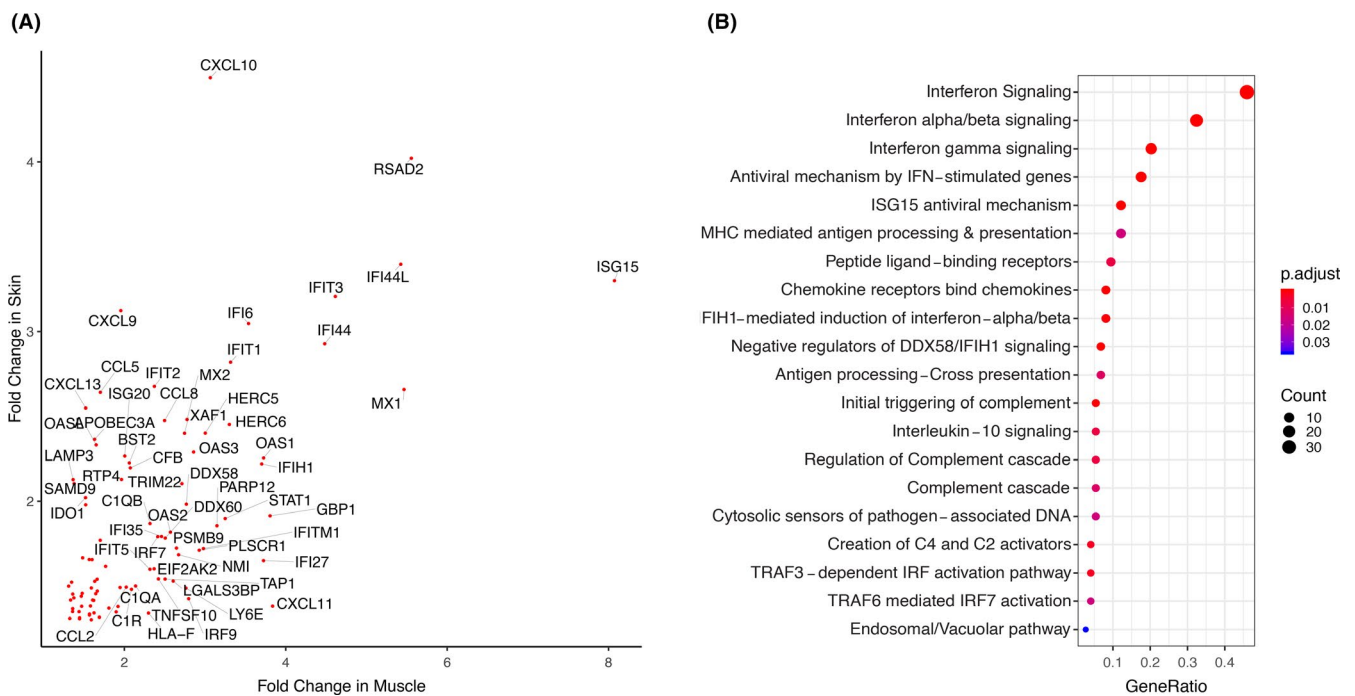 (A)
(B)
CXCL10
RSAD2
IFI44L
ISG15
IFIT3
CXCL9
IFI6
IFI44
IFIT1
CCL5
IFIT2
MX2
CXCL13
ISG20
CCL8
HERC5
MX1
APOBEC3A
XAF1
HERC6
BST2
OAS3
OAS1
LAMP3
CFB
IFIH1
RTP4
TRIM22
DDX58
SAMD9
PARP12
C1QB
STAT1
IDO1
OAS2
DDX60
GBP1
IFI35
PSMB9
IFITM1
IFIT5
IRF7
PLSCR1
EIF2AK2
NMI
IFI27
TAP1
C1QA
LGALS3BP
CXCL11
C1R
TNFSF10
LY6E
CCL2
HLA−F
IRF9
4
3
2
2
4
6
8
Fold Change in Skin
Fold Change in Muscle
Interferon Signaling
Interferon alpha/beta signaling
Interferon gamma signaling
Antiviral mechanism by IFN−stimulated genes
ISG15 antiviral mechanism
MHC mediated antigen processing & presentation
Peptide ligand−binding receptors
Chemokine receptors bind chemokines
FIH1−mediated induction of interferon−alpha/beta
Negative regulators of DDX58/IFIH1 signaling
Antigen processing−Cross presentation
Initial triggering of complement
Interleukin−10 signaling
Regulation of Complement cascade
Complement cascade
Cytosolic sensors of pathogen−associated DNA
Creation of C4 and C2 activators
TRAF3−dependent IRF activation pathway
TRAF6 mediated IRF7 activation
Endosomal/Vacuolar pathway
0.1 0.2 0.3 0.4
GeneRatio
p.adjust
0.01
0.02
0.03
Count
10
20
30